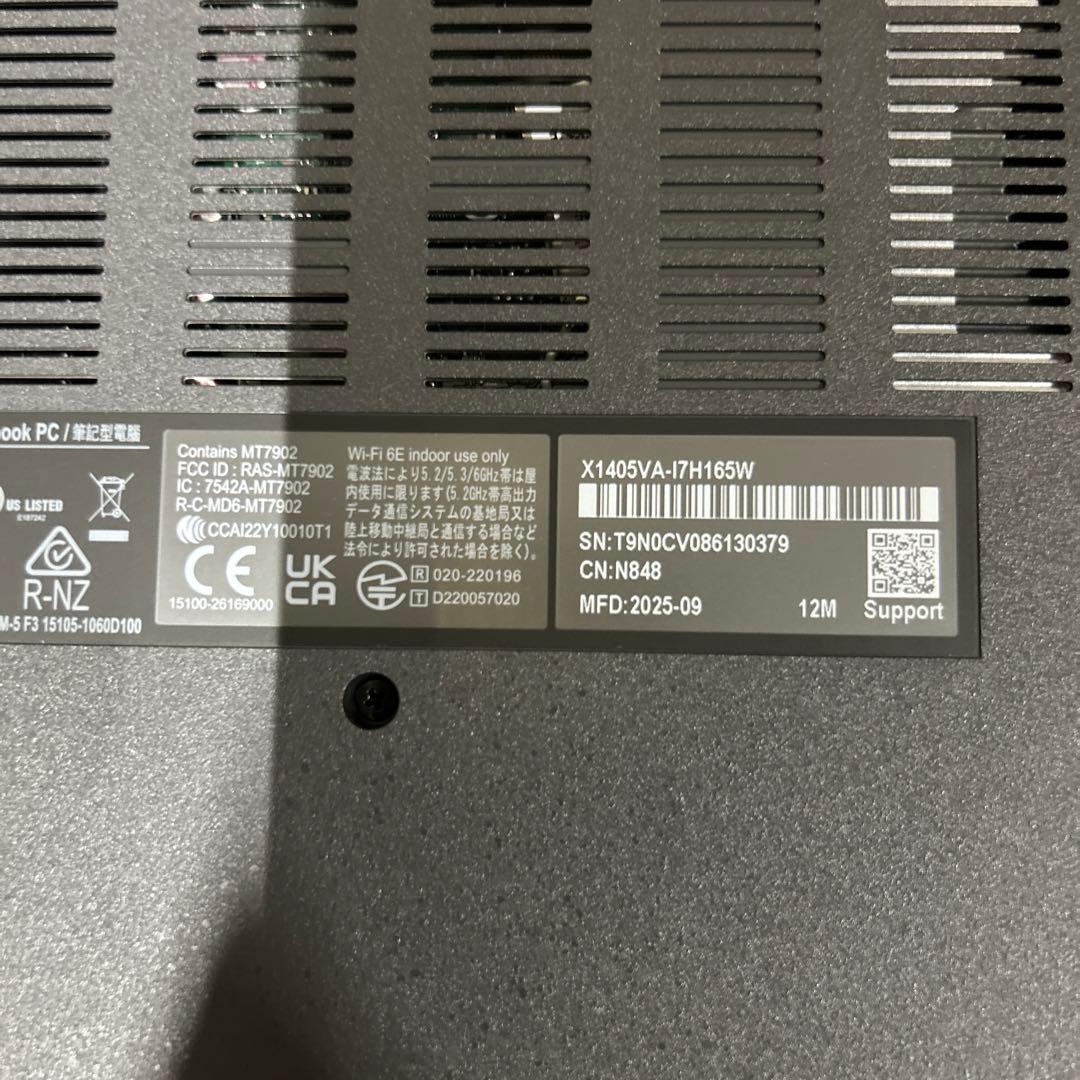 ook PC / 筆記型電腦
US LISTED
E187242
R-NZ
M-5 F3 15105-1060D100
Contains MT7902
FCC ID : RAS-MT7902
IC : 7542A-MT7902
R-C-MD6-MT7902
CCAI22Y10010T1
CE
UK
CA
15100-26169000
Wi-Fi 6E indoor use only
電波法により5.2/5.3/6GHz帯は屋
内使用に限ります(5.2GHz帯高出力
データ通信システムの基地局又は
陸上移動中継局と通信する場合など
法令により許可された場合を除く)。
R 020-220196
T D220057020
X1405VA-I7H165W
SN:T9N0CV086130379
CN:N848
MFD:2025-09 12M Support